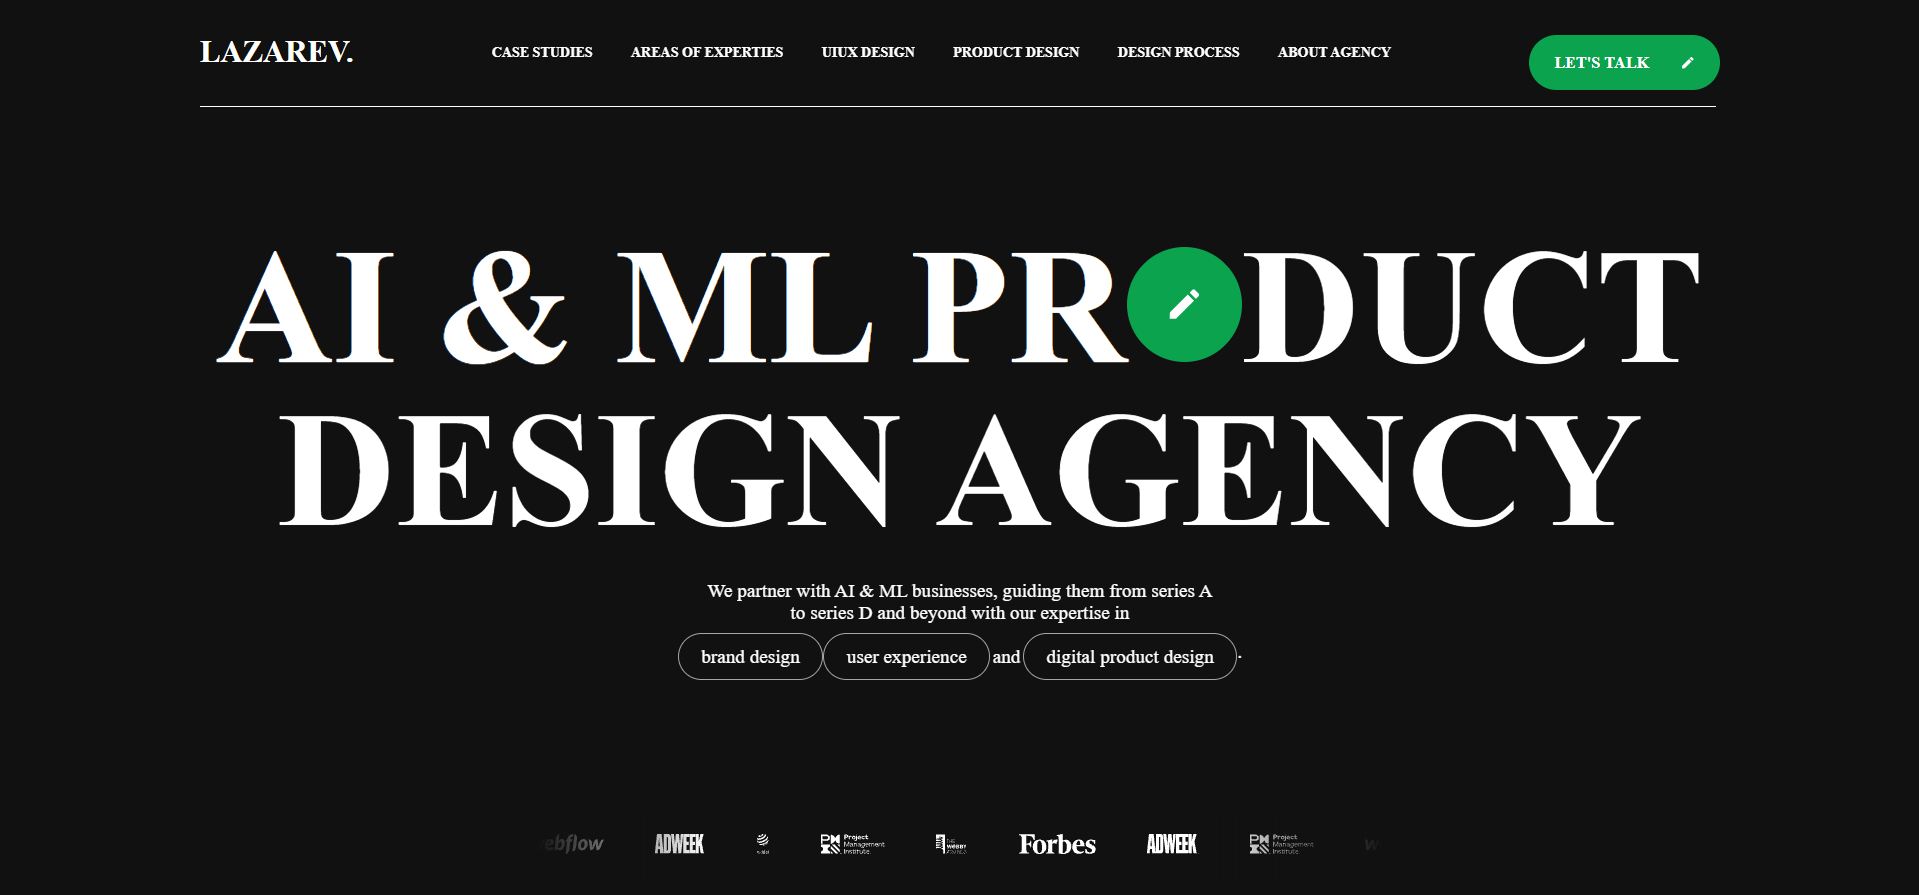 LAZAREV.
CASE STUDIES
AREAS OF EXPERTIES
UIUX DESIGN
PRODUCT DESIGN
DESIGN PROCESS
ABOUT AGENCY
LET'S TALK
AI & ML PR DUCT
DESIGN AGENCY
We partner with AI & ML businesses, guiding them from series A
to series D and beyond with our expertise in
brand design user experience and digital product design .
ebflow
ADWEEK
Project
Management
Institute.
THE
WEBBY
AWARDS
Forbes
ADWEEK
Project
Management
Institute.
W